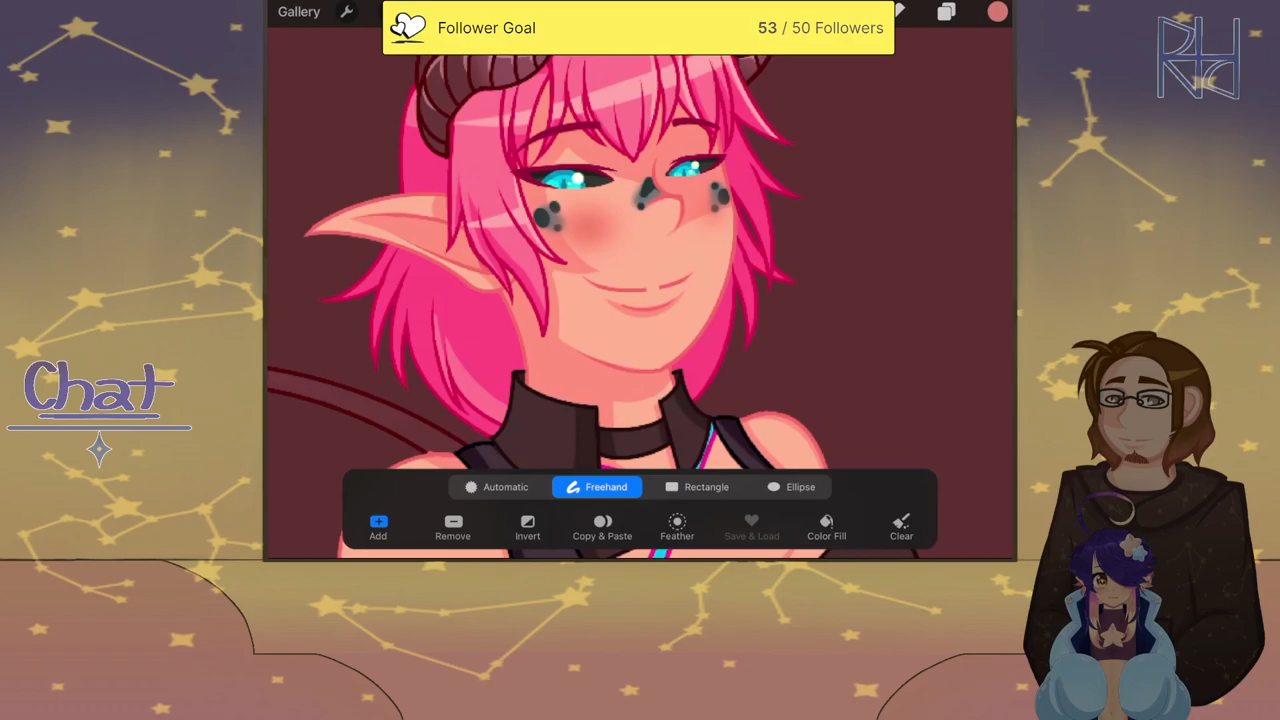 Gallery
Follower Goal
53 / 50 Followers
Chat
Automatic
Freehand
Rectangle
Ellipse
Add
Remove
Invert
Copy & Paste
Feather
Save & Load
Color Fill
Clear